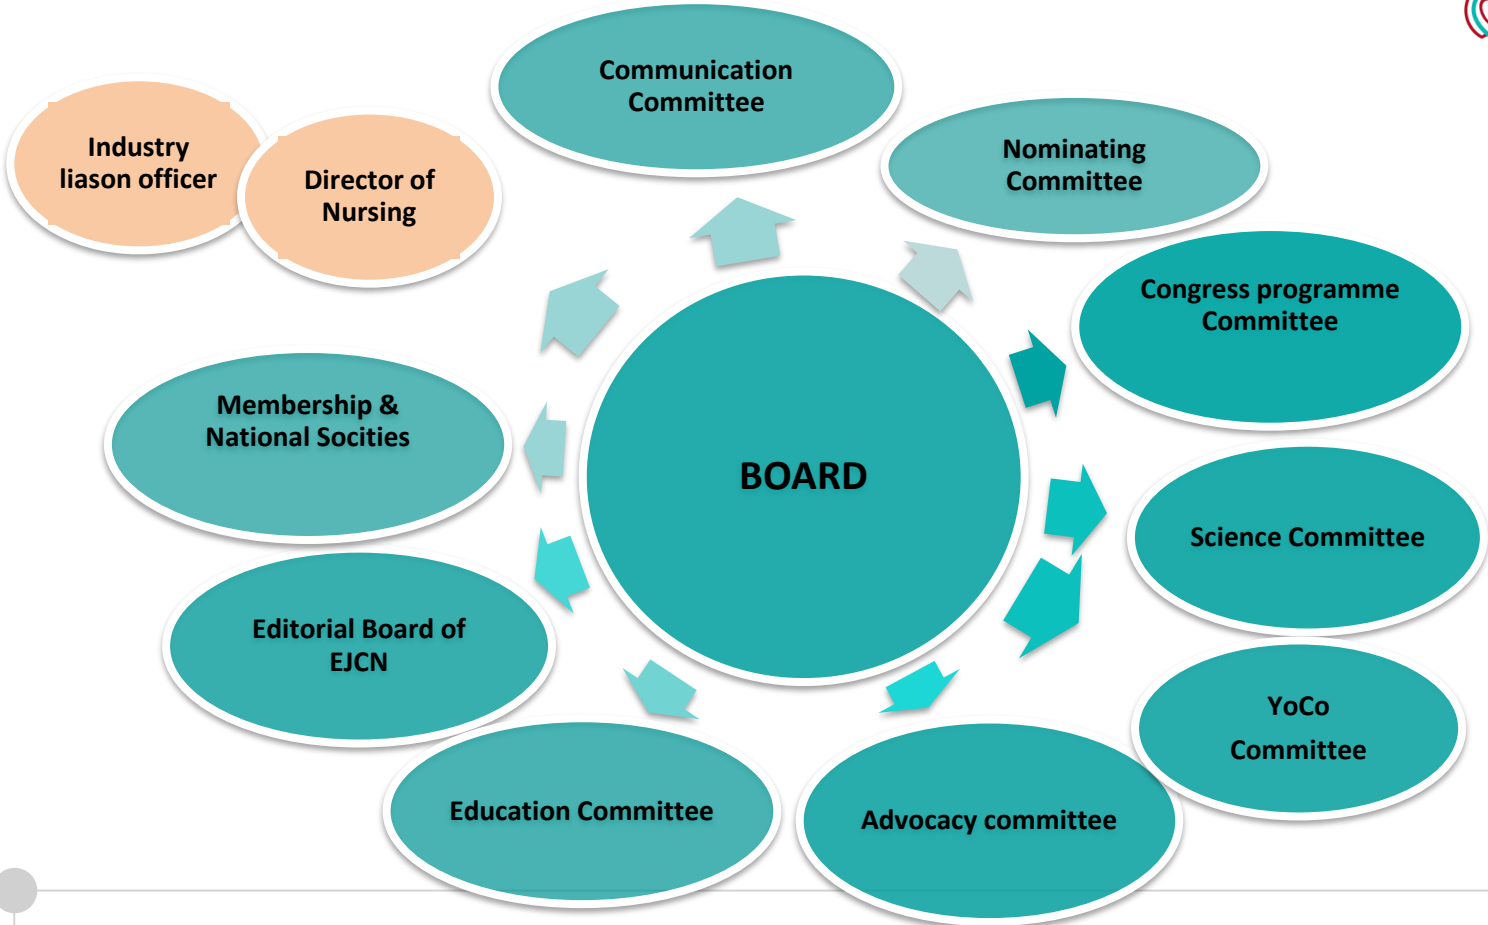 Communication
Committee
Industry
liason officer
Director of
Nursing
Nominating
Committee
Congress programme
Committee
Membership &
National Socities
BOARD
Science Committee
Editorial Board of
EJCN
YoCo
Committee
Education Committee
Advocacy committee